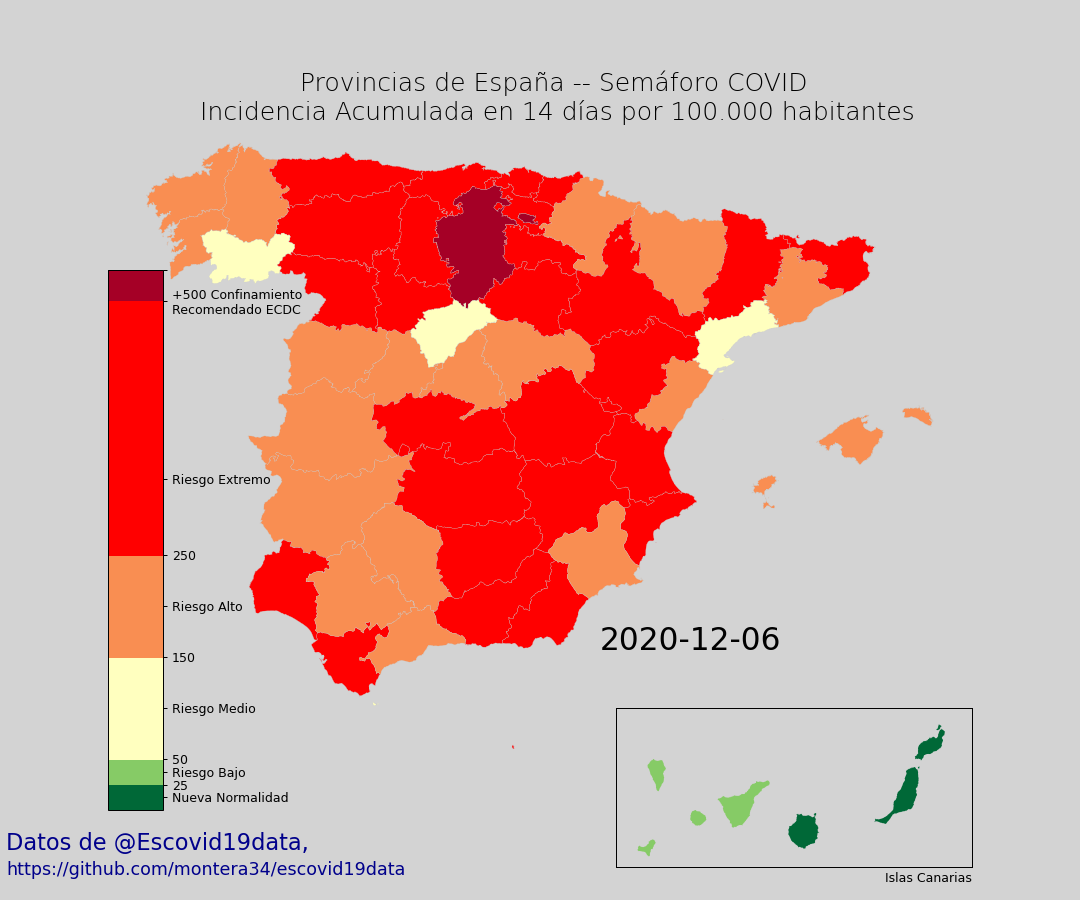 Provincias de España -- Semáforo COVID
Incidencia Acumulada en 14 días por 100.000 habitantes
+500 Confinamiento
Recomendado ECDC
Riesgo Extremo
250
Riesgo Alto
150
Riesgo Medio
50
Riesgo Bajo
25
Nueva Normalidad
2020-12-06
Islas Canarias
Datos de @Escovid19data,
https://github.com/montera34/escovid19data